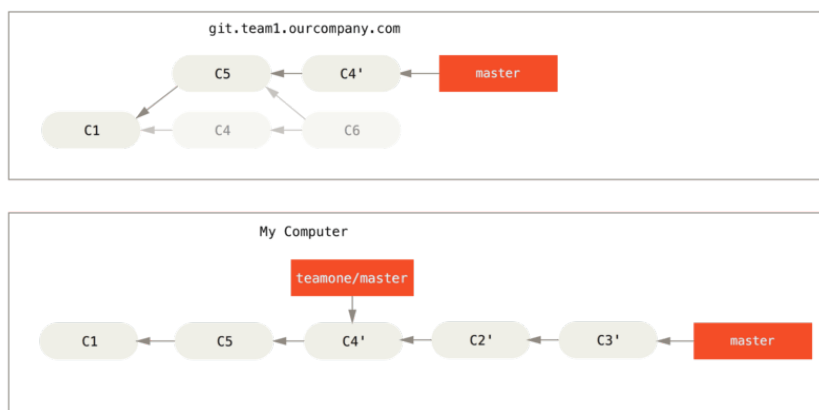 git.team1.ourcompany.com
C5 C4' master
C1 C4 C6
My Computer
teamone/master
C1 C5 C4' C2' C3' master